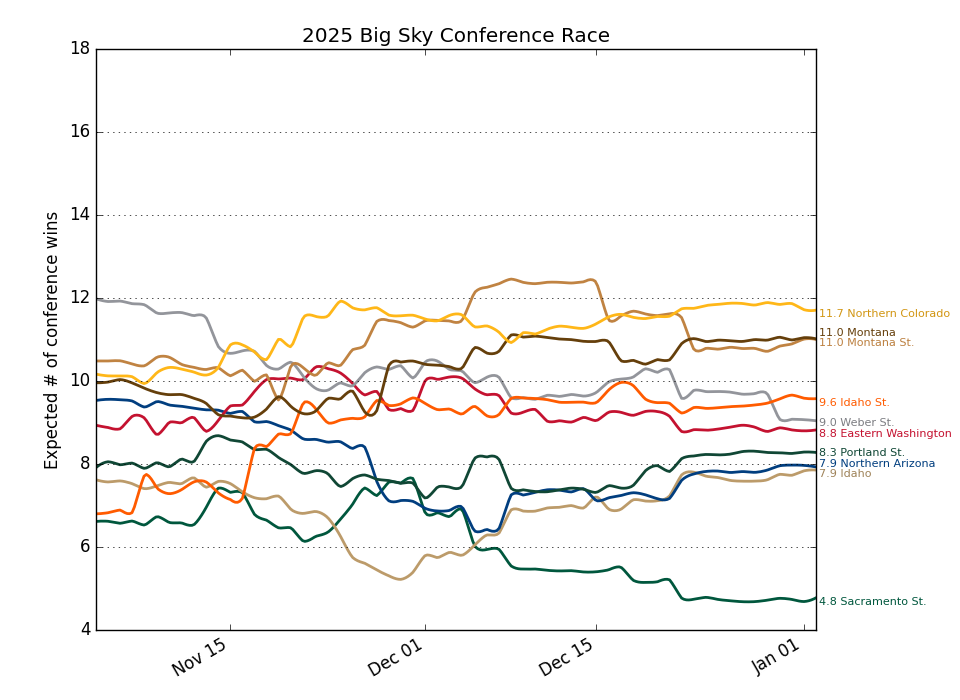 2025 Big Sky Conference Race
Expected # of conference wins
18
16
14
12
10
8
6
4
11.7 Northern Colorado
11.0 Montana
11.0 Montana St.
9.6 Idaho St.
9.0 Weber St.
8.8 Eastern Washington
8.3 Portland St.
7.9 Northern Arizona
7.9 Idaho
4.8 Sacramento St.
Nov 15
Dec 01
Dec 15
Jan 01